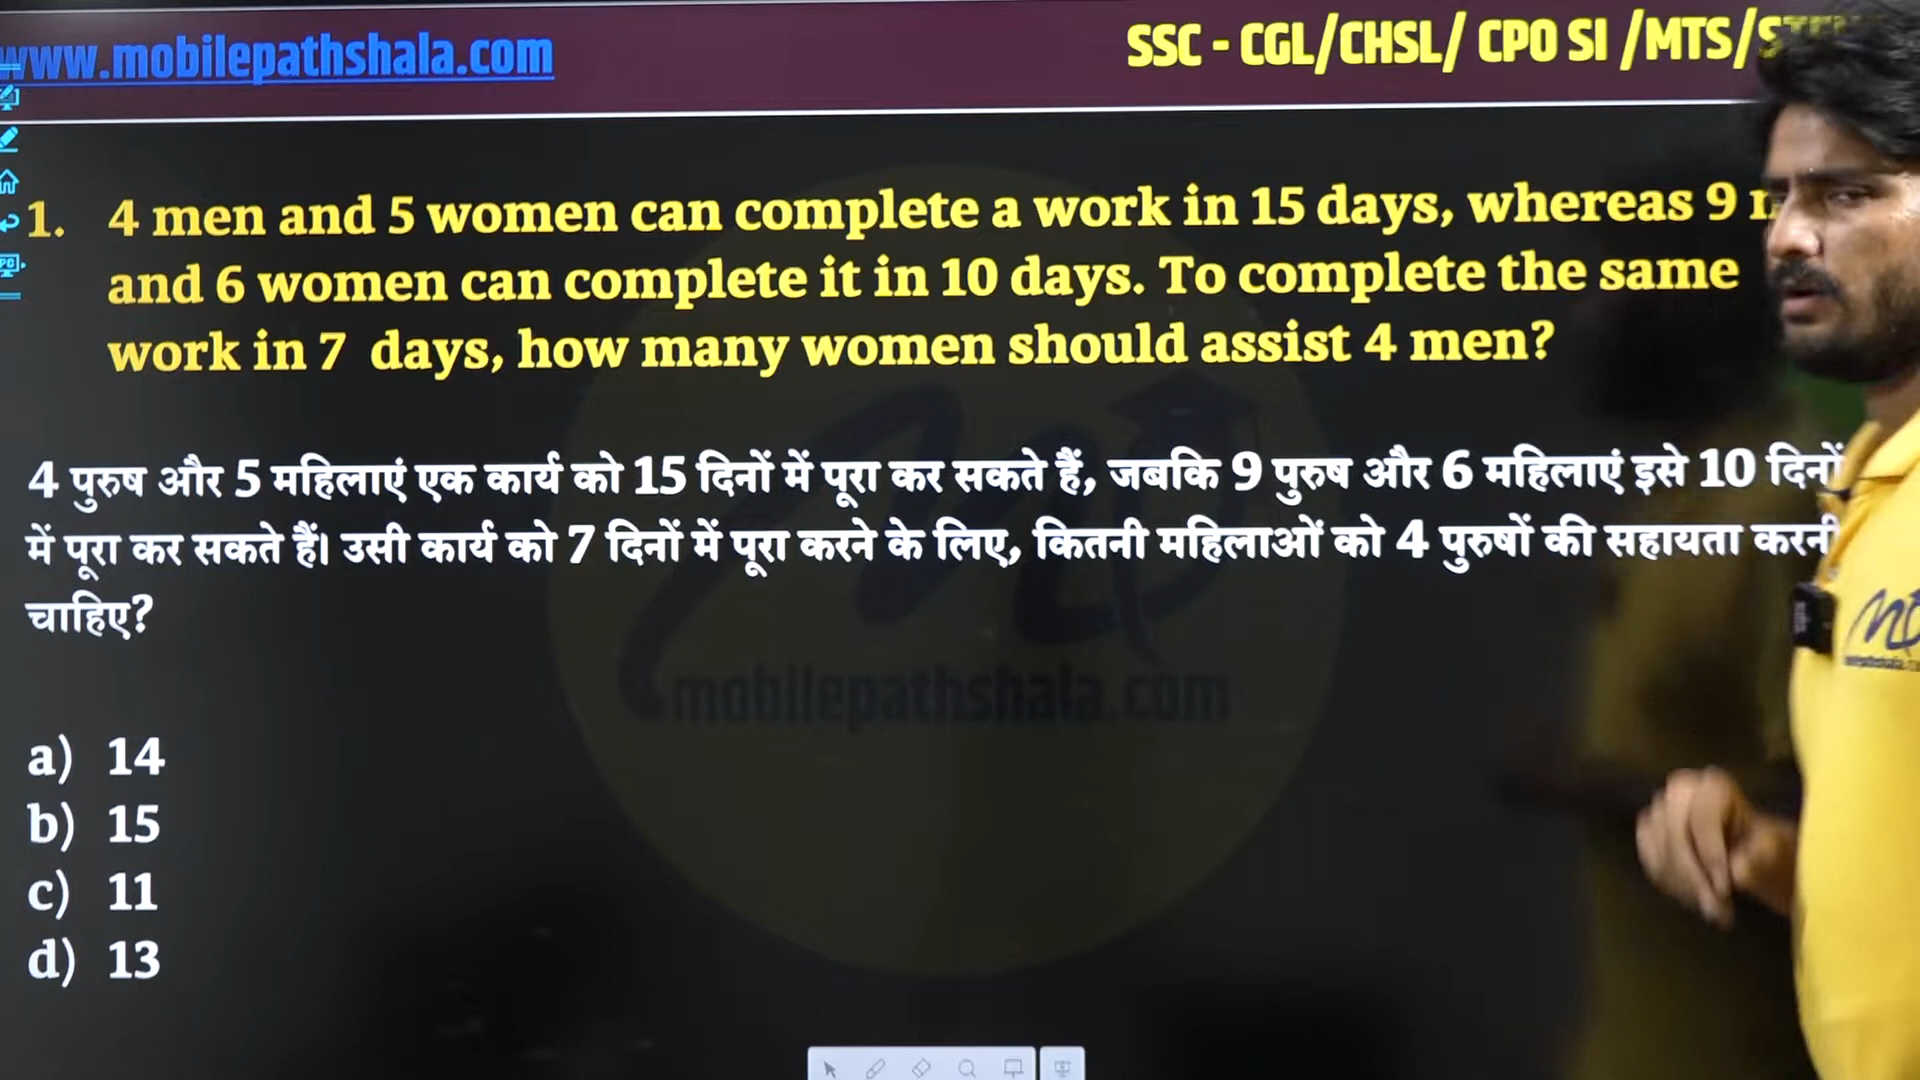 www.mobilepathshala.com
SSC - CGL/CHSL/ CPO SI /MTS/
1. 4 men and 5 women can complete a work in 15 days, whereas 9
and 6 women can complete it in 10 days. To complete the same
work in 7 days, how many women should assist 4 men?
4 पुरुष और 5 महिलाएं एक कार्य को 15 दिनों में पूरा कर सकते हैं, जबकि 9 पुरुष और 6 महिलाएं इसे 10 दिनों
में पूरा कर सकते हैं। उसी कार्य को 7 दिनों में पूरा करने के लिए, कितनी महिलाओं को 4 पुरुषों की सहायता करनी
चाहिए?
mobilepathshala.com
a) 14
b) 15
c) 11
d) 13